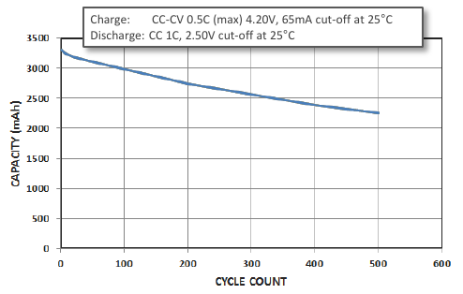 Charge: CC-CV 0.5C (max) 4.20V, 65mA cut-off at 25°C
Discharge: CC 1C, 2.50V cut-off at 25°C
3500
3000
2500
2000
1500
1000
500
0
CAPACITY (mAh)
0 100 200 300 400 500 600
CYCLE COUNT